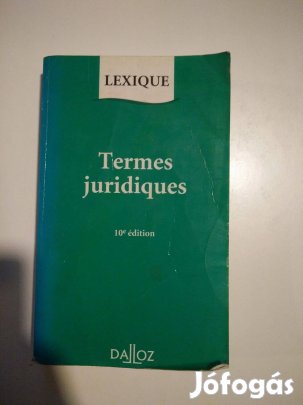 LEXIQUE
Termes
juridiques
10e édition
DALLOZ
Jófogás